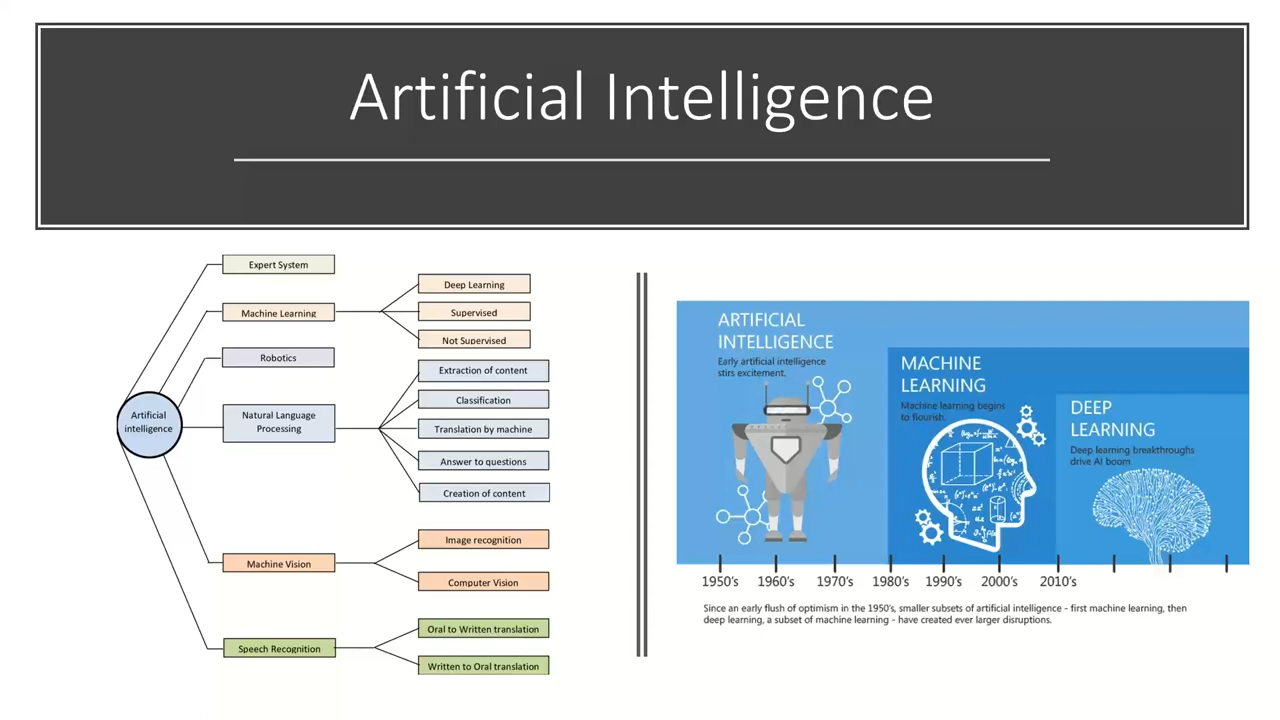 Artificial Intelligence
Expert System
Machine Learning
Deep Learning
Supervised
Not Supervised
Robotics
Artificial
intelligence
Natural Language
Processing
Extraction of content
Classification
Translation by machine
Answer to questions
Creation of content
Machine Vision
Image recognition
Computer Vision
Speech Recognition
Oral to Written translation
Written to Oral translation
ARTIFICIAL
INTELLIGENCE
Early artificial intelligence
stirs excitement.
MACHINE
LEARNING
Machine learning begins
to flourish.
DEEP
LEARNING
Deep learning breakthroughs
drive AI boom
1950's 1960's 1970's 1980's 1990's 2000's 2010's
Since an early flush of optimism in the 1950's, smaller subsets of artificial intelligence - first machine learning, then
deep learning, a subset of machine learning - have created ever larger disruptions.